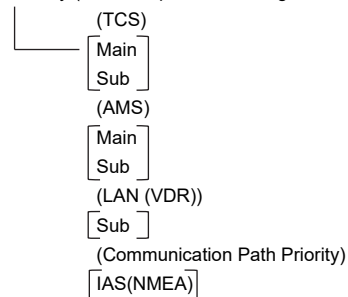 (TCS)
Main
Sub
(AMS)
Main
Sub
(LAN (VDR))
Sub
(Communication Path Priority)
IAS(NMEA)